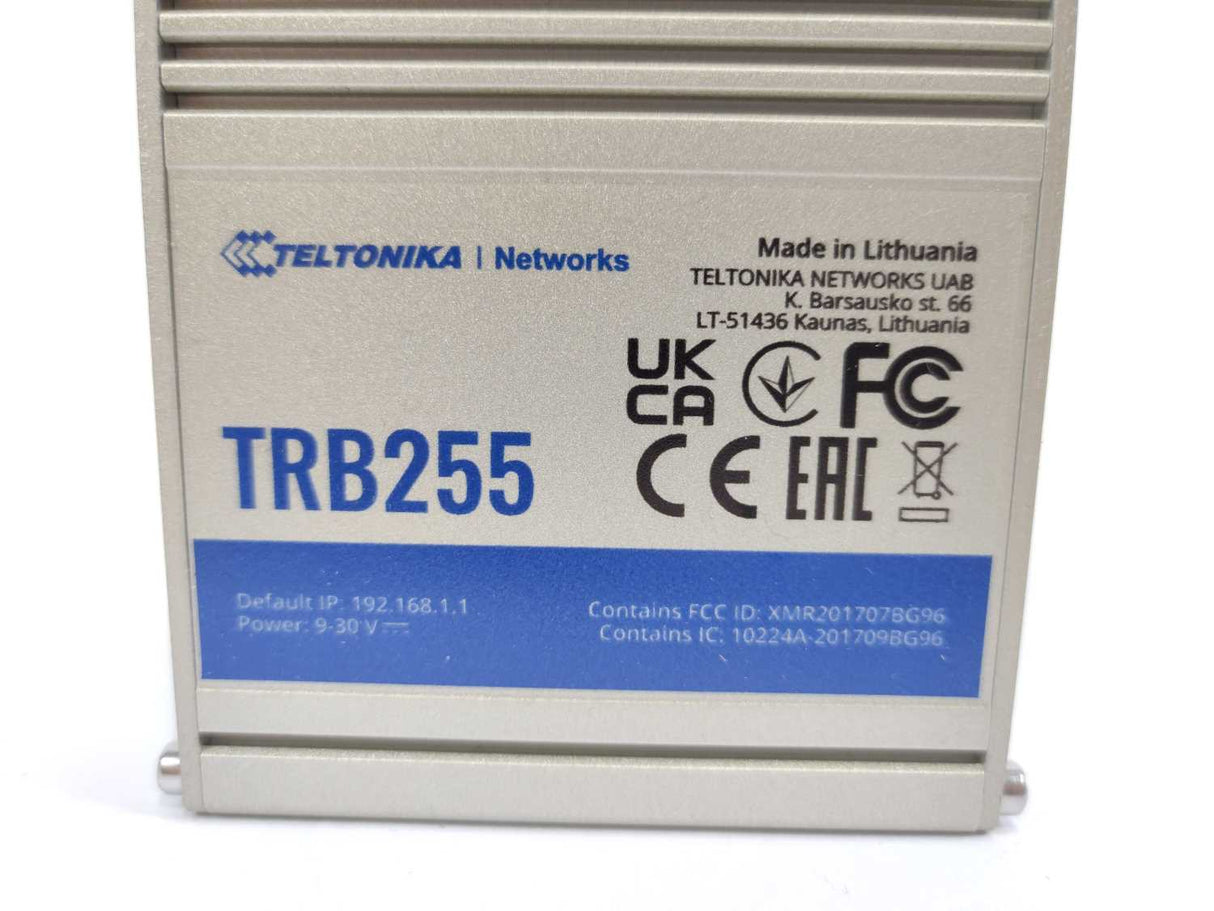 TELTONIKA | Networks
Made in Lithuania
TELTONIKA NETWORKS UAB
K. Barsausko st. 66
LT-51436 Kaunas, Lithuania
UK
CA
FC
CE EAC
TRB255
Default IP: 192.168.1.1
Power: 9-30 V ⎓
Contains FCC ID: XMR201707BG96
Contains IC: 10224A-201709BG96